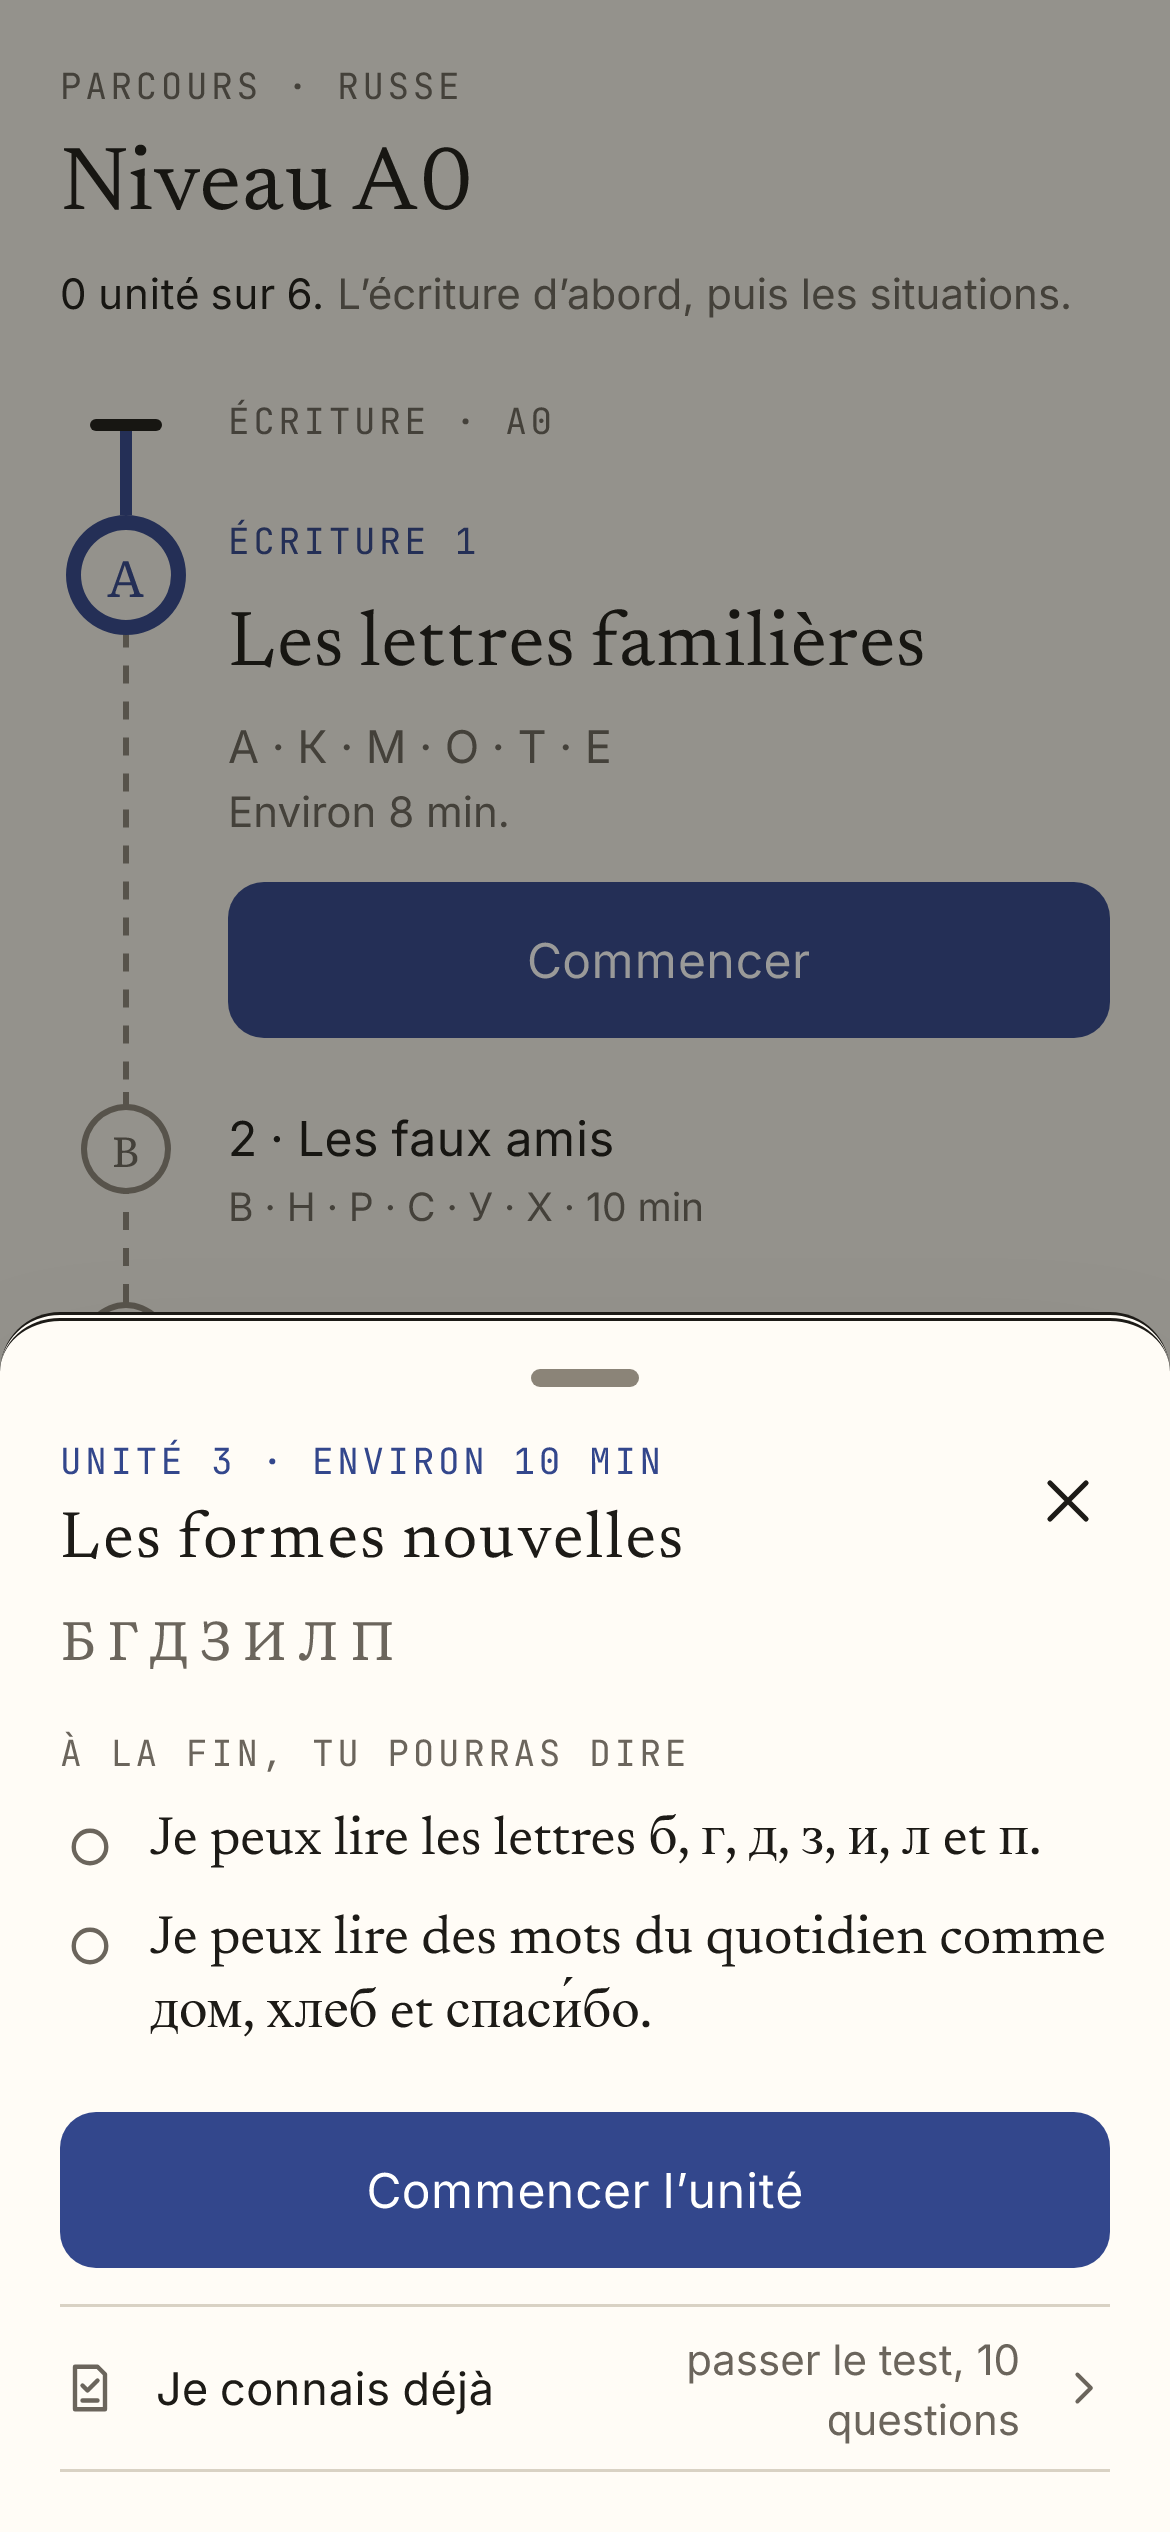 PARCOURS · RUSSE
Niveau A0
0 unité sur 6. L’écriture d’abord, puis les situations.
ÉCRITURE · A0
A
ÉCRITURE 1
Les lettres familières
А · К · М · О · Т · Е
Environ 8 min.
Commencer
В
2 · Les faux amis
В · Н · Р · С · У · Х · 10 min
UNITÉ 3 · ENVIRON 10 MIN
Les formes nouvelles
Б Г Д З И Л П
À LA FIN, TU POURRAS DIRE
Je peux lire les lettres б, г, д, з, и, л et п.
Je peux lire des mots du quotidien comme
дом, хлеб et спаси́бо.
Commencer l’unité
Je connais déjà
passer le test, 10
questions